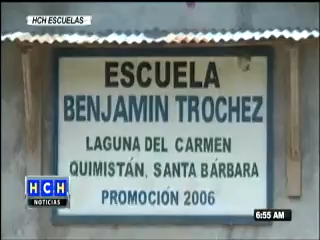 HCH ESCUELAS
ESCUELA
BENJAMIN TROCHEZ
LAGUNA DEL CARMEN
QUIMISTÁN, SANTA BÁRBARA
PROMOCIÓN 2006
HCH
NOTICIAS
6:55 AM